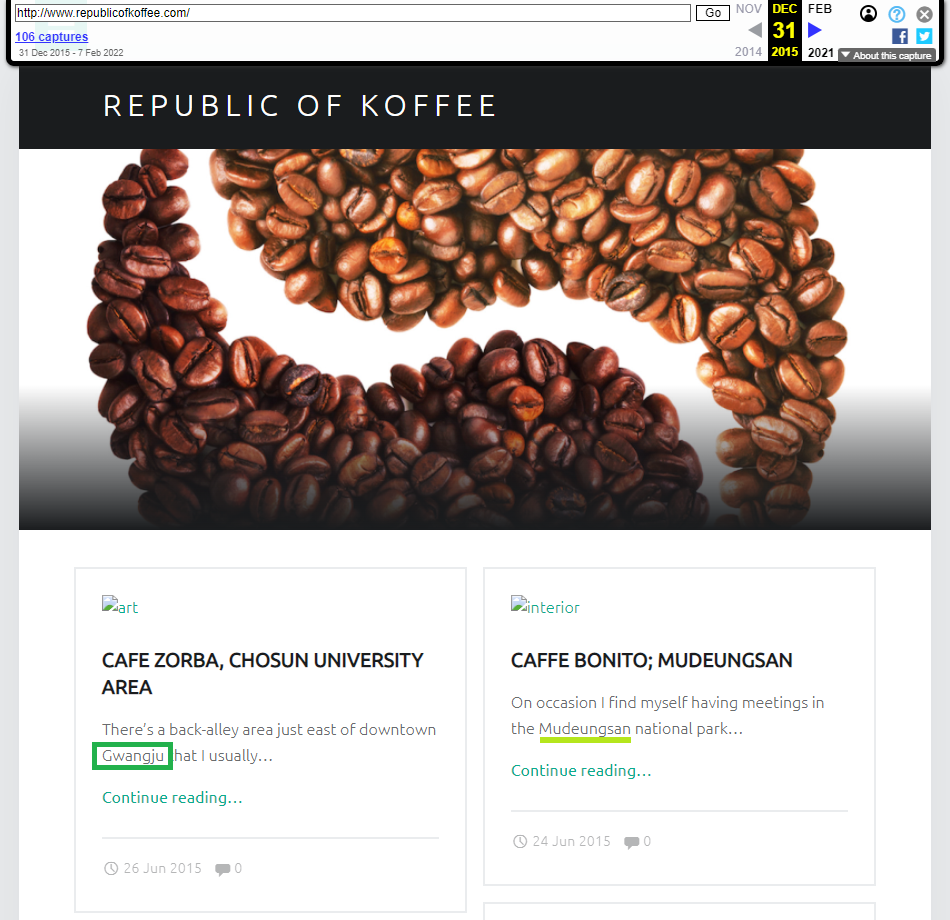 http://www.republicofkoffee.com/ Go NOV DEC FEB
106 captures 31
31 Dec 2015 - 7 Feb 2022 2014 2015 2021 About this capture
REPUBLIC OF KOFFEE
art
CAFE ZORBA, CHOSUN UNIVERSITY
AREA
There’s a back-alley area just east of downtown
Gwangju that I usually…
Continue reading…
26 Jun 2015 0
interior
CAFFE BONITO; MUDEUNGSAN
On occasion I find myself having meetings in
the Mudeungsan national park…
Continue reading…
24 Jun 2015 0